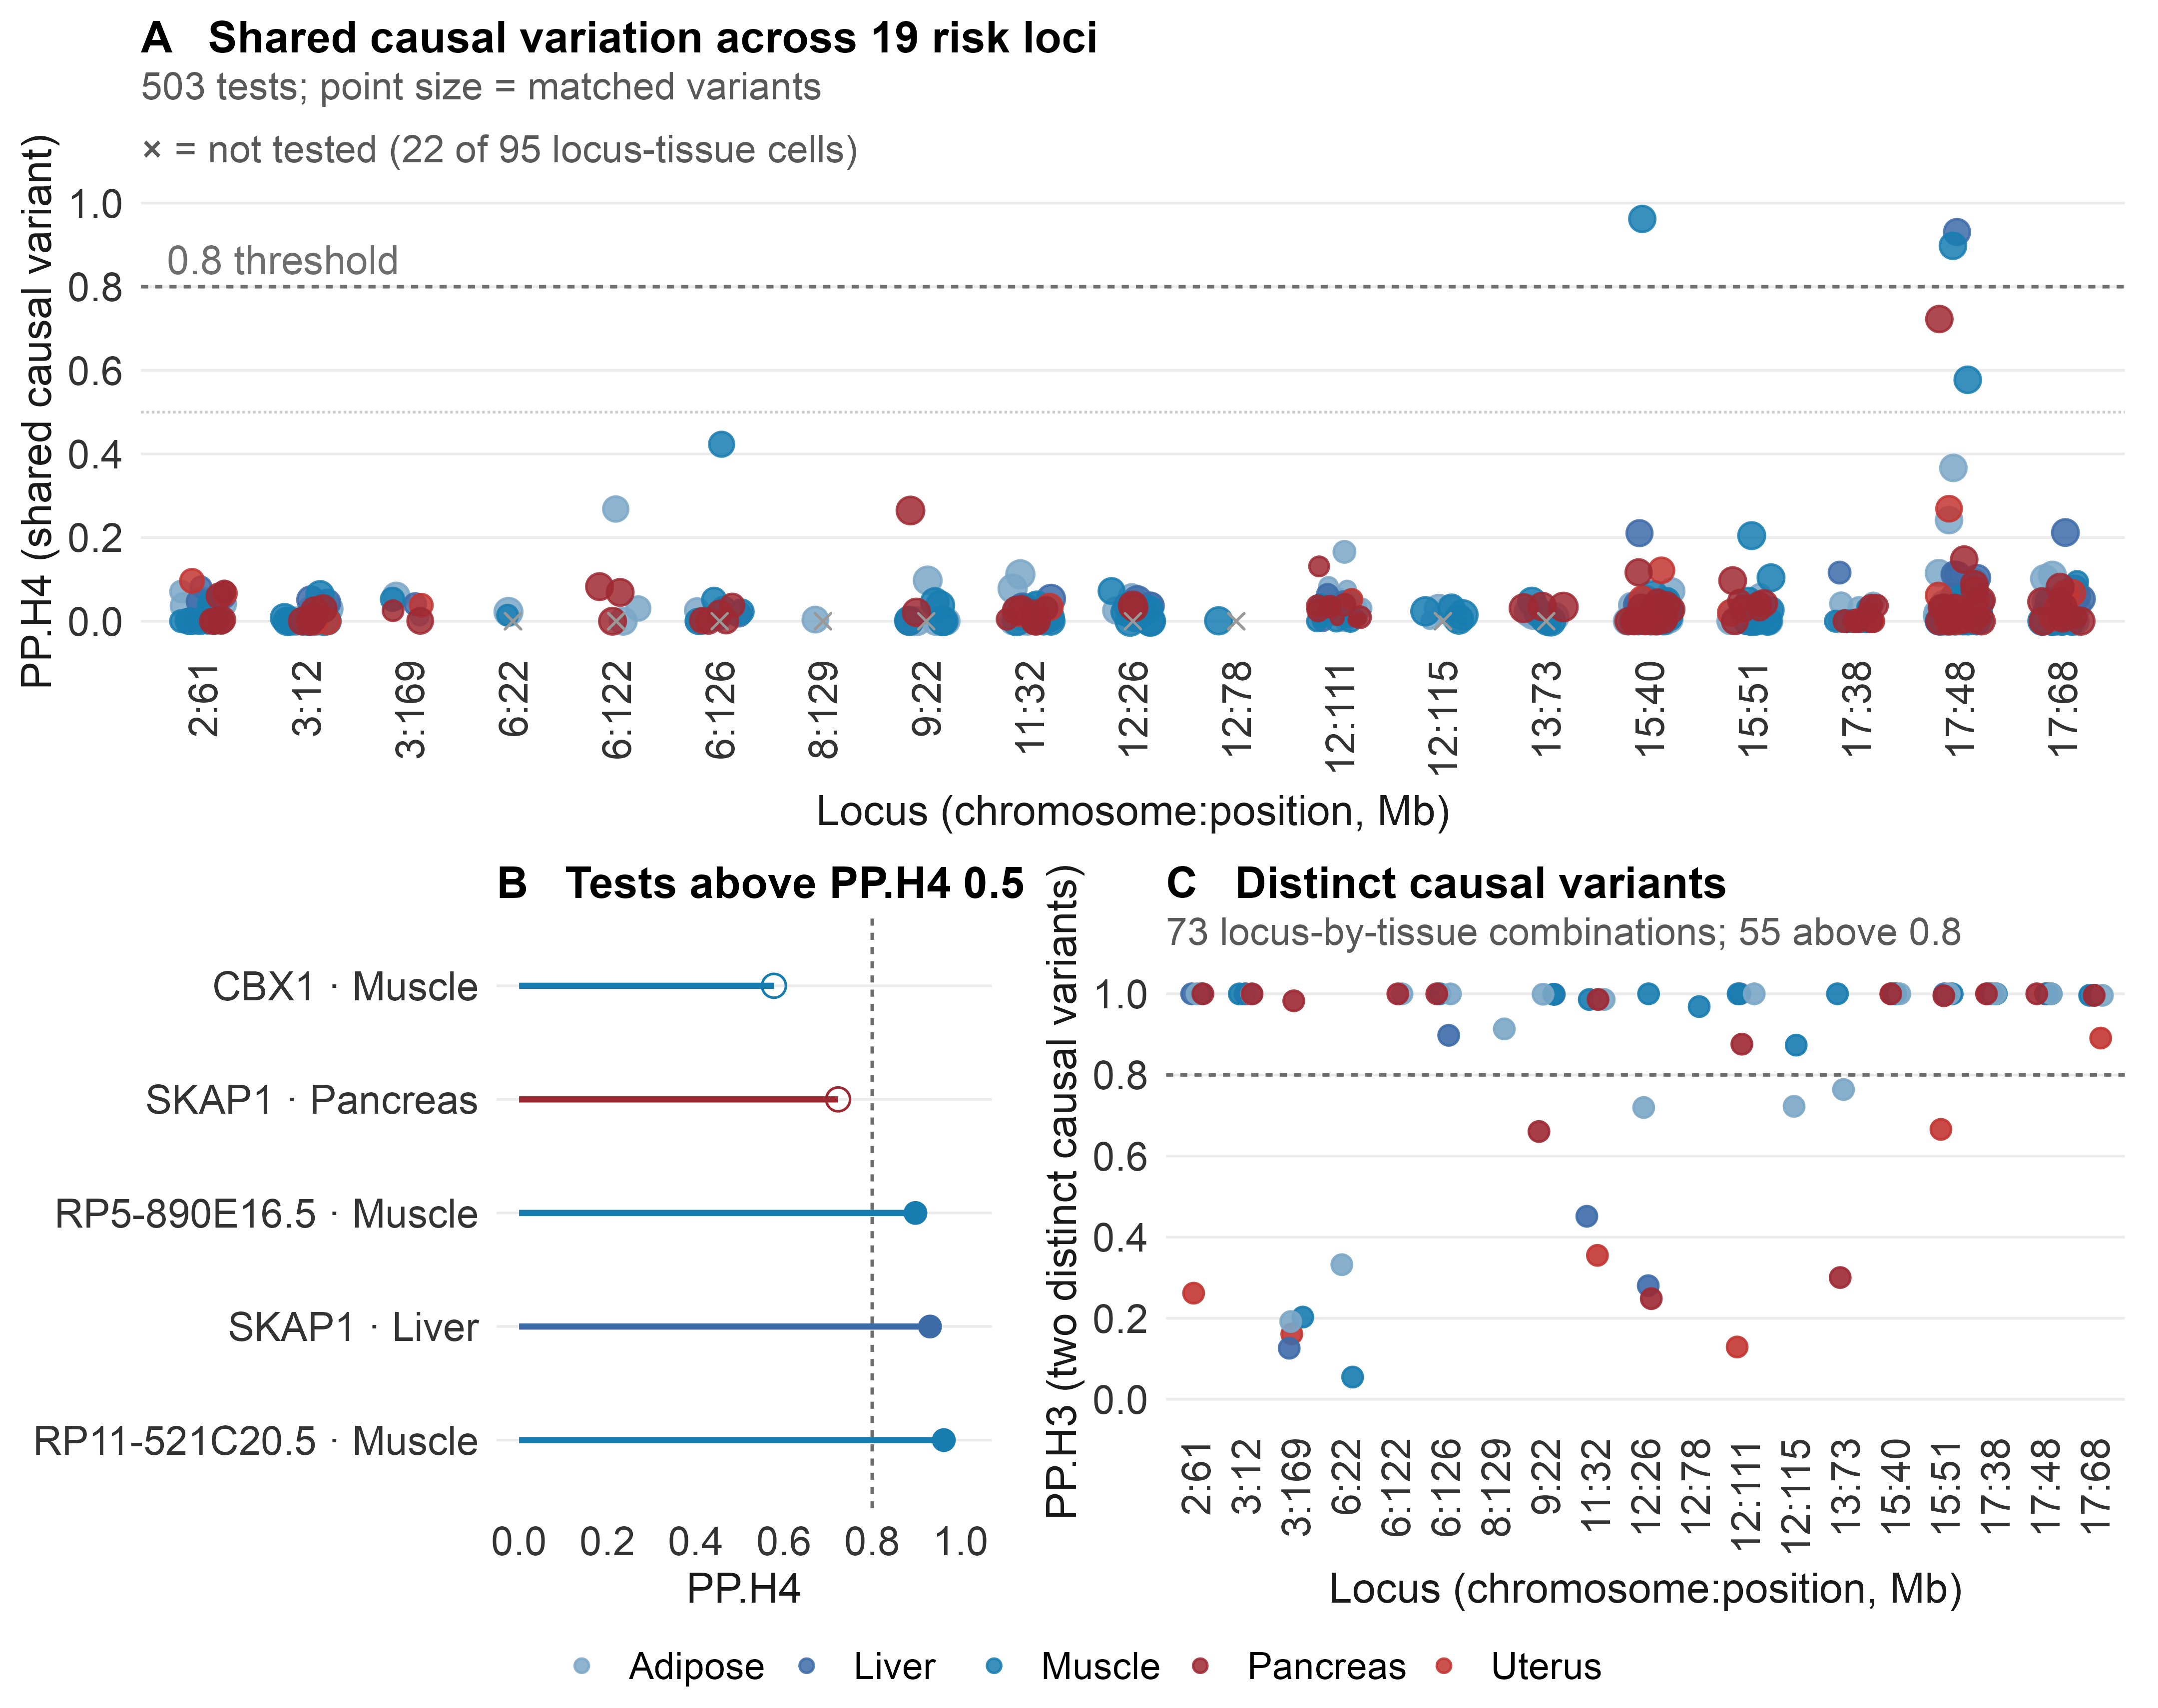 A Shared causal variation across 19 risk loci
503 tests; point size = matched variants
× = not tested (22 of 95 locus-tissue cells)
PP.H4 (shared causal variant)
1.0
0.8
0.6
0.4
0.2
0.0
0.8 threshold
2:61
3:12
3:169
6:22
6:122
6:126
8:129
9:22
11:32
12:26
12:78
12:111
12:115
13:73
15:40
15:51
17:38
17:48
17:68
Locus (chromosome:position, Mb)
B Tests above PP.H4 0.5
CBX1 · Muscle
SKAP1 · Pancreas
RP5-890E16.5 · Muscle
SKAP1 · Liver
RP11-521C20.5 · Muscle
0.0 0.2 0.4 0.6 0.8 1.0
PP.H4
C Distinct causal variants
73 locus-by-tissue combinations; 55 above 0.8
PP.H3 (two distinct causal variants)
1.0
0.8
0.6
0.4
0.2
0.0
2:61
3:12
3:169
6:22
6:122
6:126
8:129
9:22
11:32
12:26
12:78
12:111
12:115
13:73
15:40
15:51
17:38
17:48
17:68
Locus (chromosome:position, Mb)
Adipose Liver Muscle Pancreas Uterus